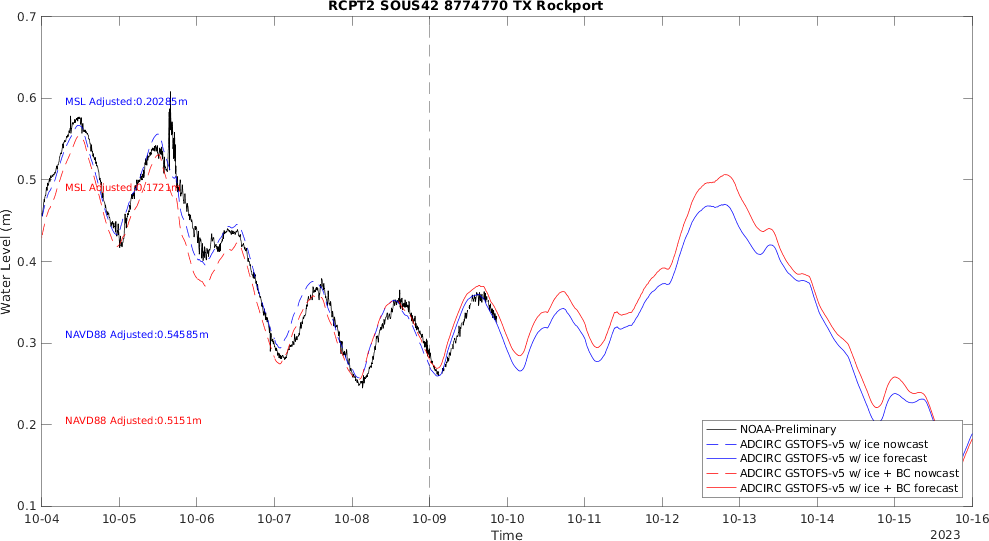 RCPT2 SOUS42 8774770 TX Rockport
0.7
0.6
0.5
0.4
0.3
0.2
0.1
Water Level (m)
MSL Adjusted:0.20285m
MSL Adjusted:0.1721m
NAVD88 Adjusted:0.54585m
NAVD88 Adjusted:0.5151m
NOAA-Preliminary
ADCIRC GSTOFS-v5 w/ ice nowcast
ADCIRC GSTOFS-v5 w/ ice forecast
ADCIRC GSTOFS-v5 w/ ice + BC nowcast
ADCIRC GSTOFS-v5 w/ ice + BC forecast
10-04 10-05 10-06 10-07 10-08 10-09 10-10 10-11 10-12 10-13 10-14 10-15 10-16
Time
2023